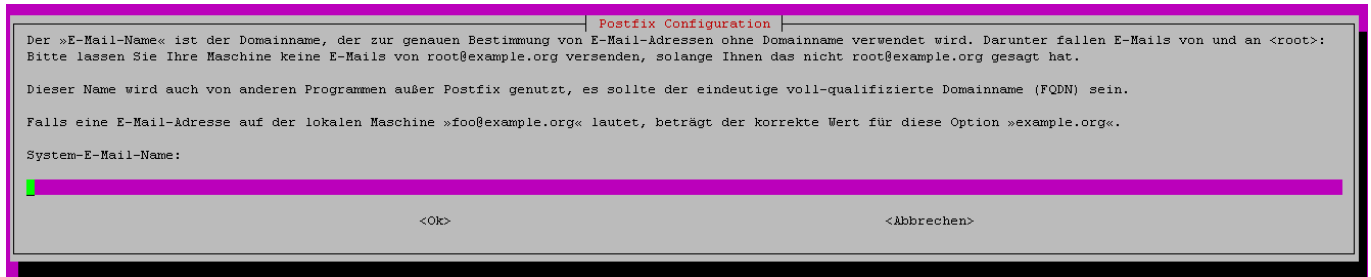 Postfix Configuration
Der »E-Mail-Name« ist der Domainname, der zur genauen Bestimmung von E-Mail-Adressen ohne Domainname verwendet wird. Darunter fallen E-Mails von und an <root>:
Bitte lassen Sie Ihre Maschine keine E-Mails von root@example.org versenden, solange Ihnen das nicht root@example.org gesagt hat.
Dieser Name wird auch von anderen Programmen außer Postfix genutzt, es sollte der eindeutige voll-qualifizierte Domainname (FQDN) sein.
Falls eine E-Mail-Adresse auf der lokalen Maschine »foo@example.org« lautet, beträgt der korrekte Wert für diese Option »example.org«.
System-E-Mail-Name:
<Ok> <Abbrechen>